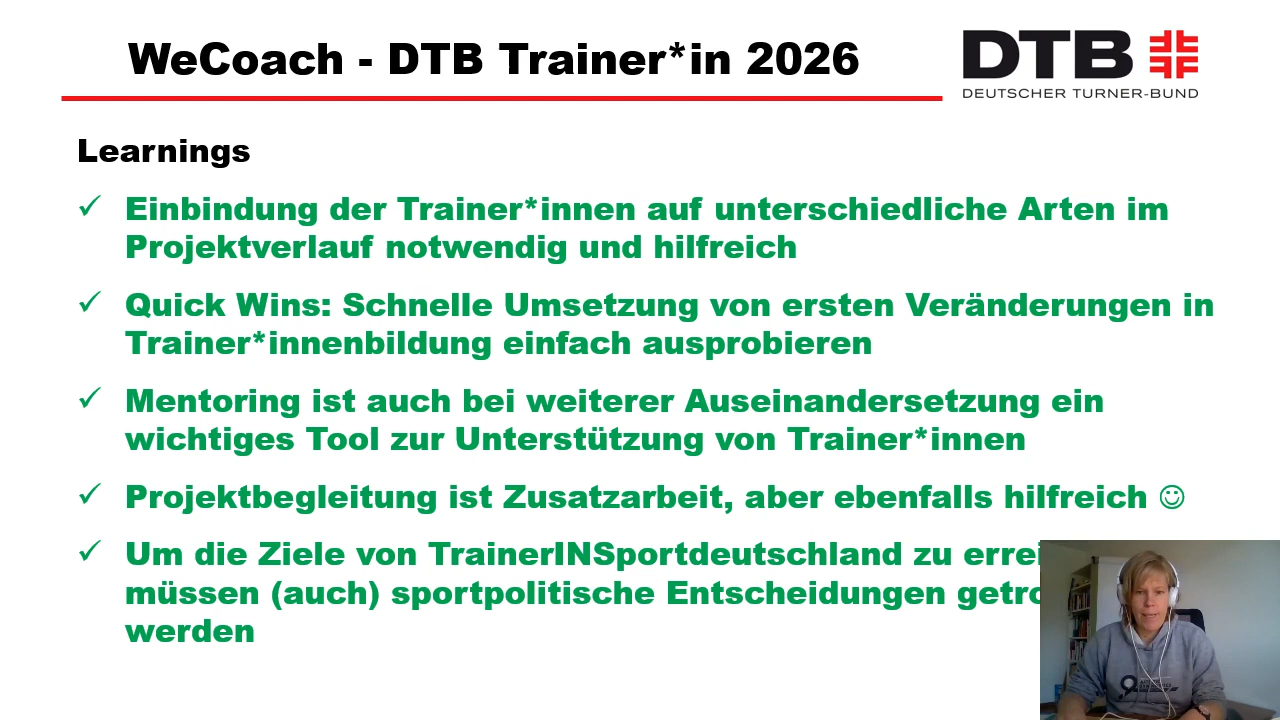 WeCoach - DTB Trainer*in 2026
DTB
DEUTSCHER TURNER-BUND
Learnings
✓ Einbindung der Trainer*innen auf unterschiedliche Arten im
Projektverlauf notwendig und hilfreich
✓ Quick Wins: Schnelle Umsetzung von ersten Veränderungen in
Trainer*innenbildung einfach ausprobieren
✓ Mentoring ist auch bei weiterer Auseinandersetzung ein
wichtiges Tool zur Unterstützung von Trainer*innen
✓ Projektbegleitung ist Zusatzarbeit, aber ebenfalls hilfreich ☺
✓ Um die Ziele von TrainerINSportdeutschland zu
müssen (auch) sportpolitische Entscheidungen
werden